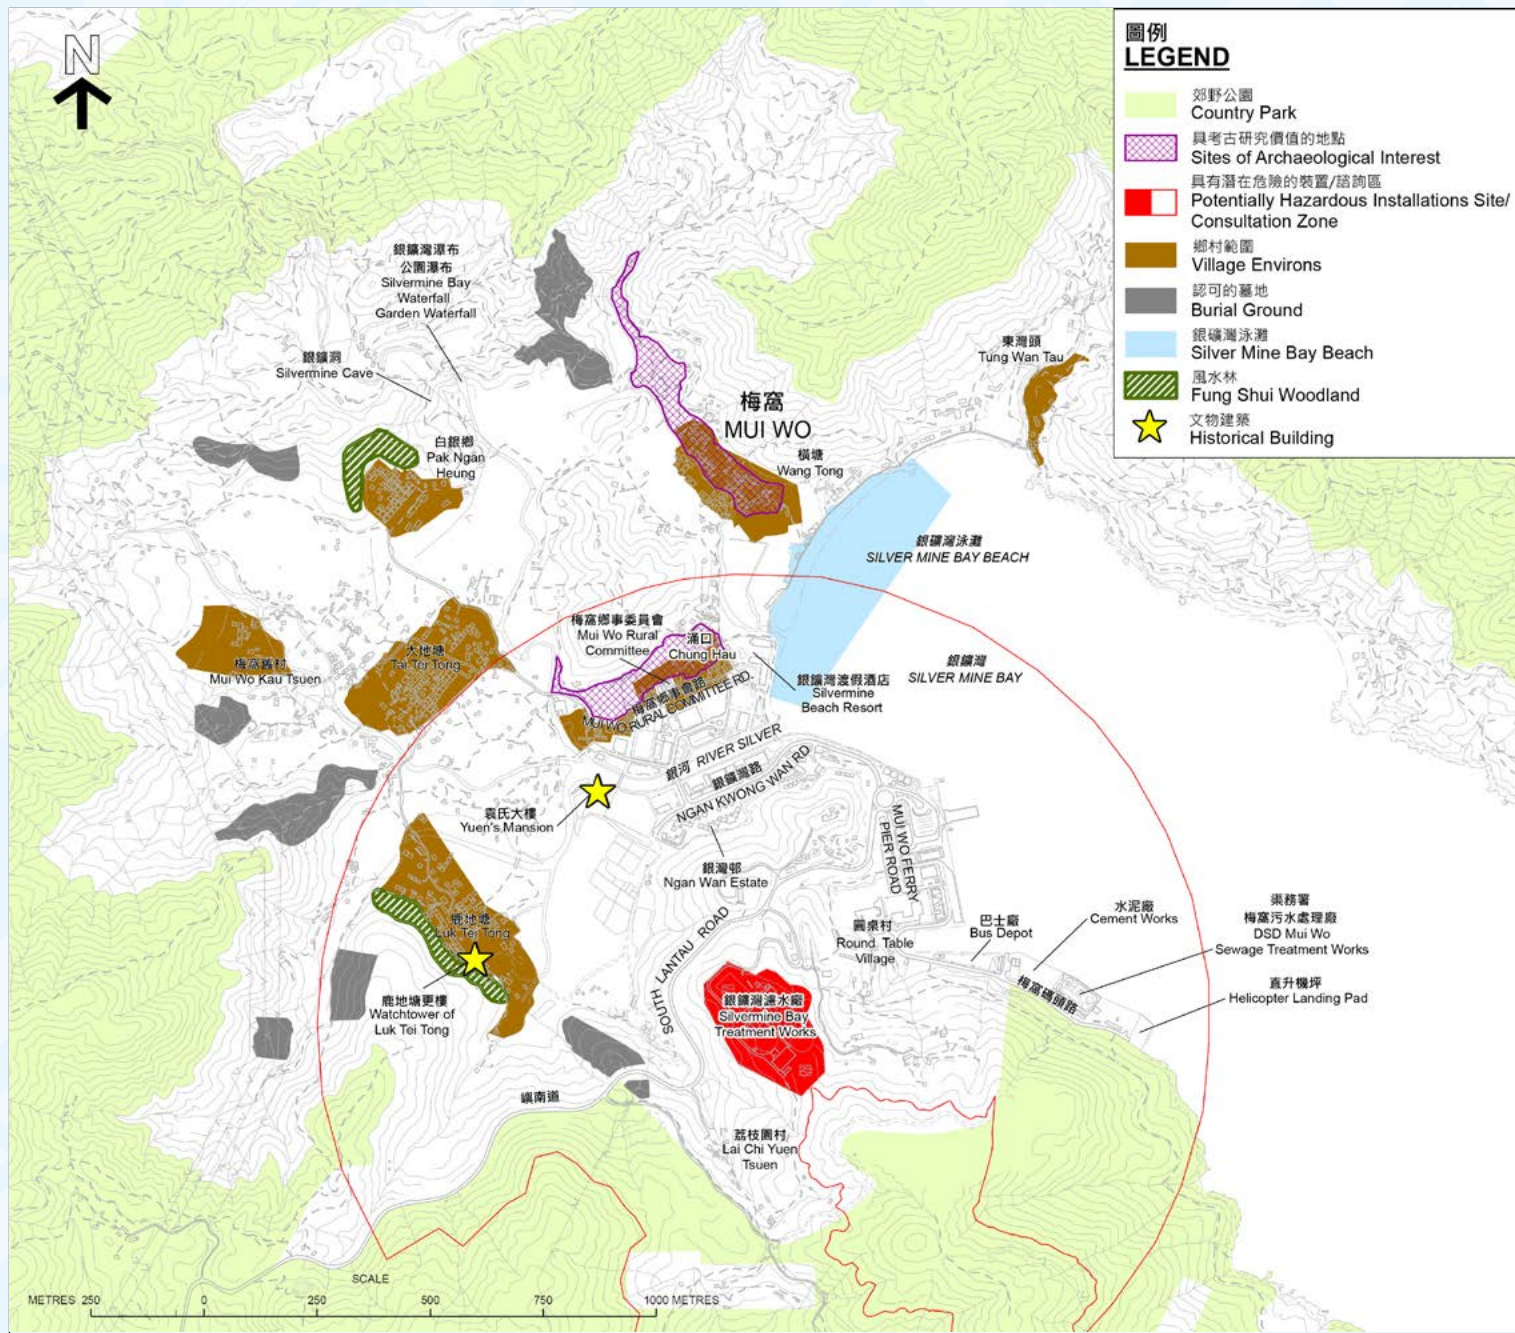 N
圖例
LEGEND
郊野公園
Country Park
具考古研究價值的地點
Sites of Archaeological Interest
具有潛在危險的裝置/諮詢區
Potentially Hazardous Installations Site/
Consultation Zone
鄉村範圍
Village Environs
認可的墓地
Burial Ground
銀礦灣泳灘
Silver Mine Bay Beach
風水林
Fung Shui Woodland
文物建築
Historical Building
銀鑛灣瀑布
公園瀑布
Silvermine Bay
Waterfall
Garden Waterfall
銀鑛洞
Silvermine Cave
白銀鄉
Pak Ngan
Heung
梅窩
MUI WO
橫塘
Wang Tong
東灣頭
Tung Wan Tau
銀鑛灣泳灘
SILVER MINE BAY BEACH
梅窩鄉事委員會
Mui Wo Rural
Committee
涌口
Chung Hau
銀鑛灣
SILVER MINE BAY
大地塘
Tai Tei Tong
梅窩舊村
Mui Wo Kau Tsuen
銀鑛灣渡假酒店
Silvermine
Beach Resort
梅窩鄉事會路
MUI WO RURAL COMMITTEE RD.
銀河 RIVER SILVER
銀鑛灣路
NGAN KWONG WAN RD
袁氏大樓
Yuen's Mansion
銀灣邨
Ngan Wan Estate
MUI WO FERRY
PIER ROAD
鹿地塘
Luk Tei Tong
SOUTH LANTAU ROAD
圓桌村
Round Table
Village
巴士廠
Bus Depot
水泥廠
Cement Works
渠務署
梅窩污水處理廠
DSD Mui Wo
Sewage Treatment Works
梅窩碼頭路
直升機坪
Helicopter Landing Pad
鹿地塘更樓
Watchtower of
Luk Tei Tong
銀鑛灣濾水廠
Silvermine Bay
Treatment Works
嶼南道
荔枝園村
Lai Chi Yuen
Tsuen
SCALE
METRES 250 0 250 500 750 1000 METRES